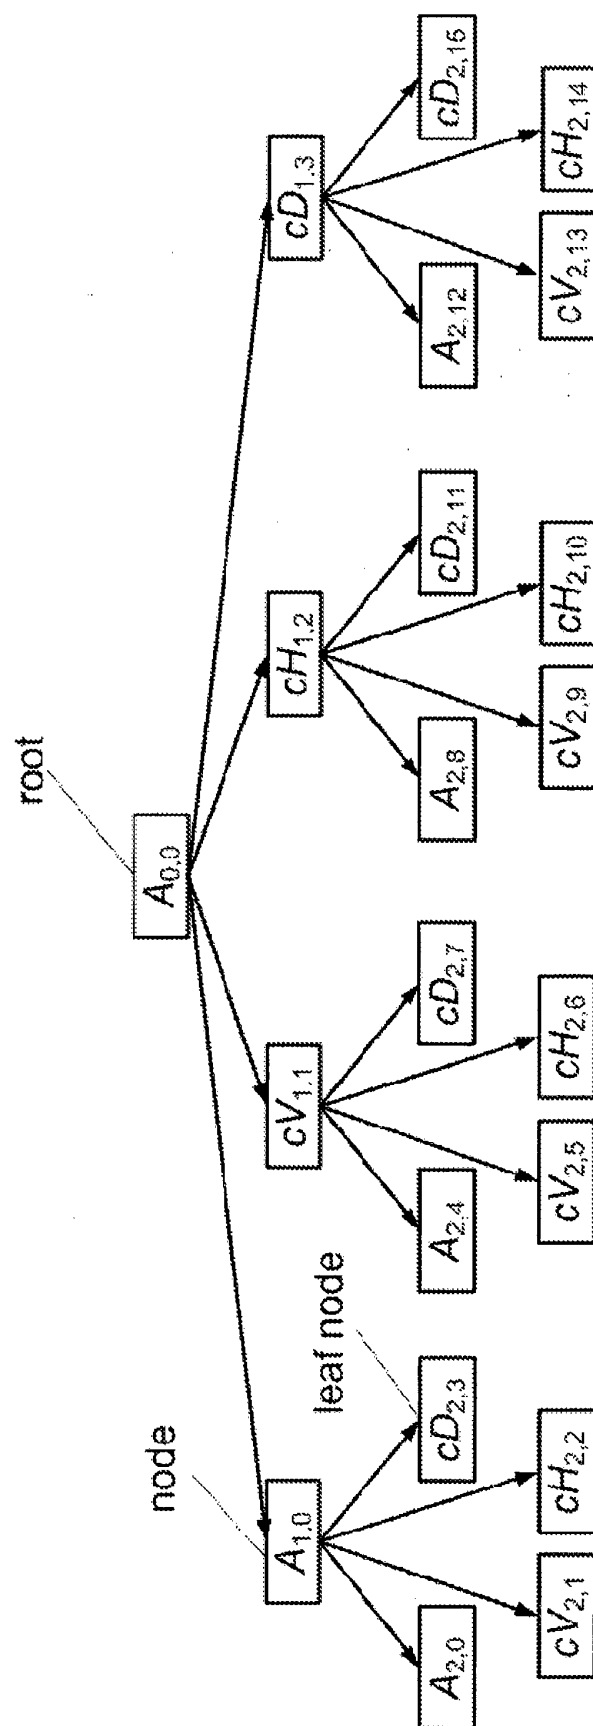 root
A0,0
node
A1.0
cV1.1
cH1.2
cD1.3
leaf node
A2,0
cD2,3
A2,4
cD2,7
A2,8
cD2,11
A2,12
cD2,15
cV2,1
cH2,2
cV2,5
cH2,6
cV2,9
cH2,10
cV2,13
cH2,14